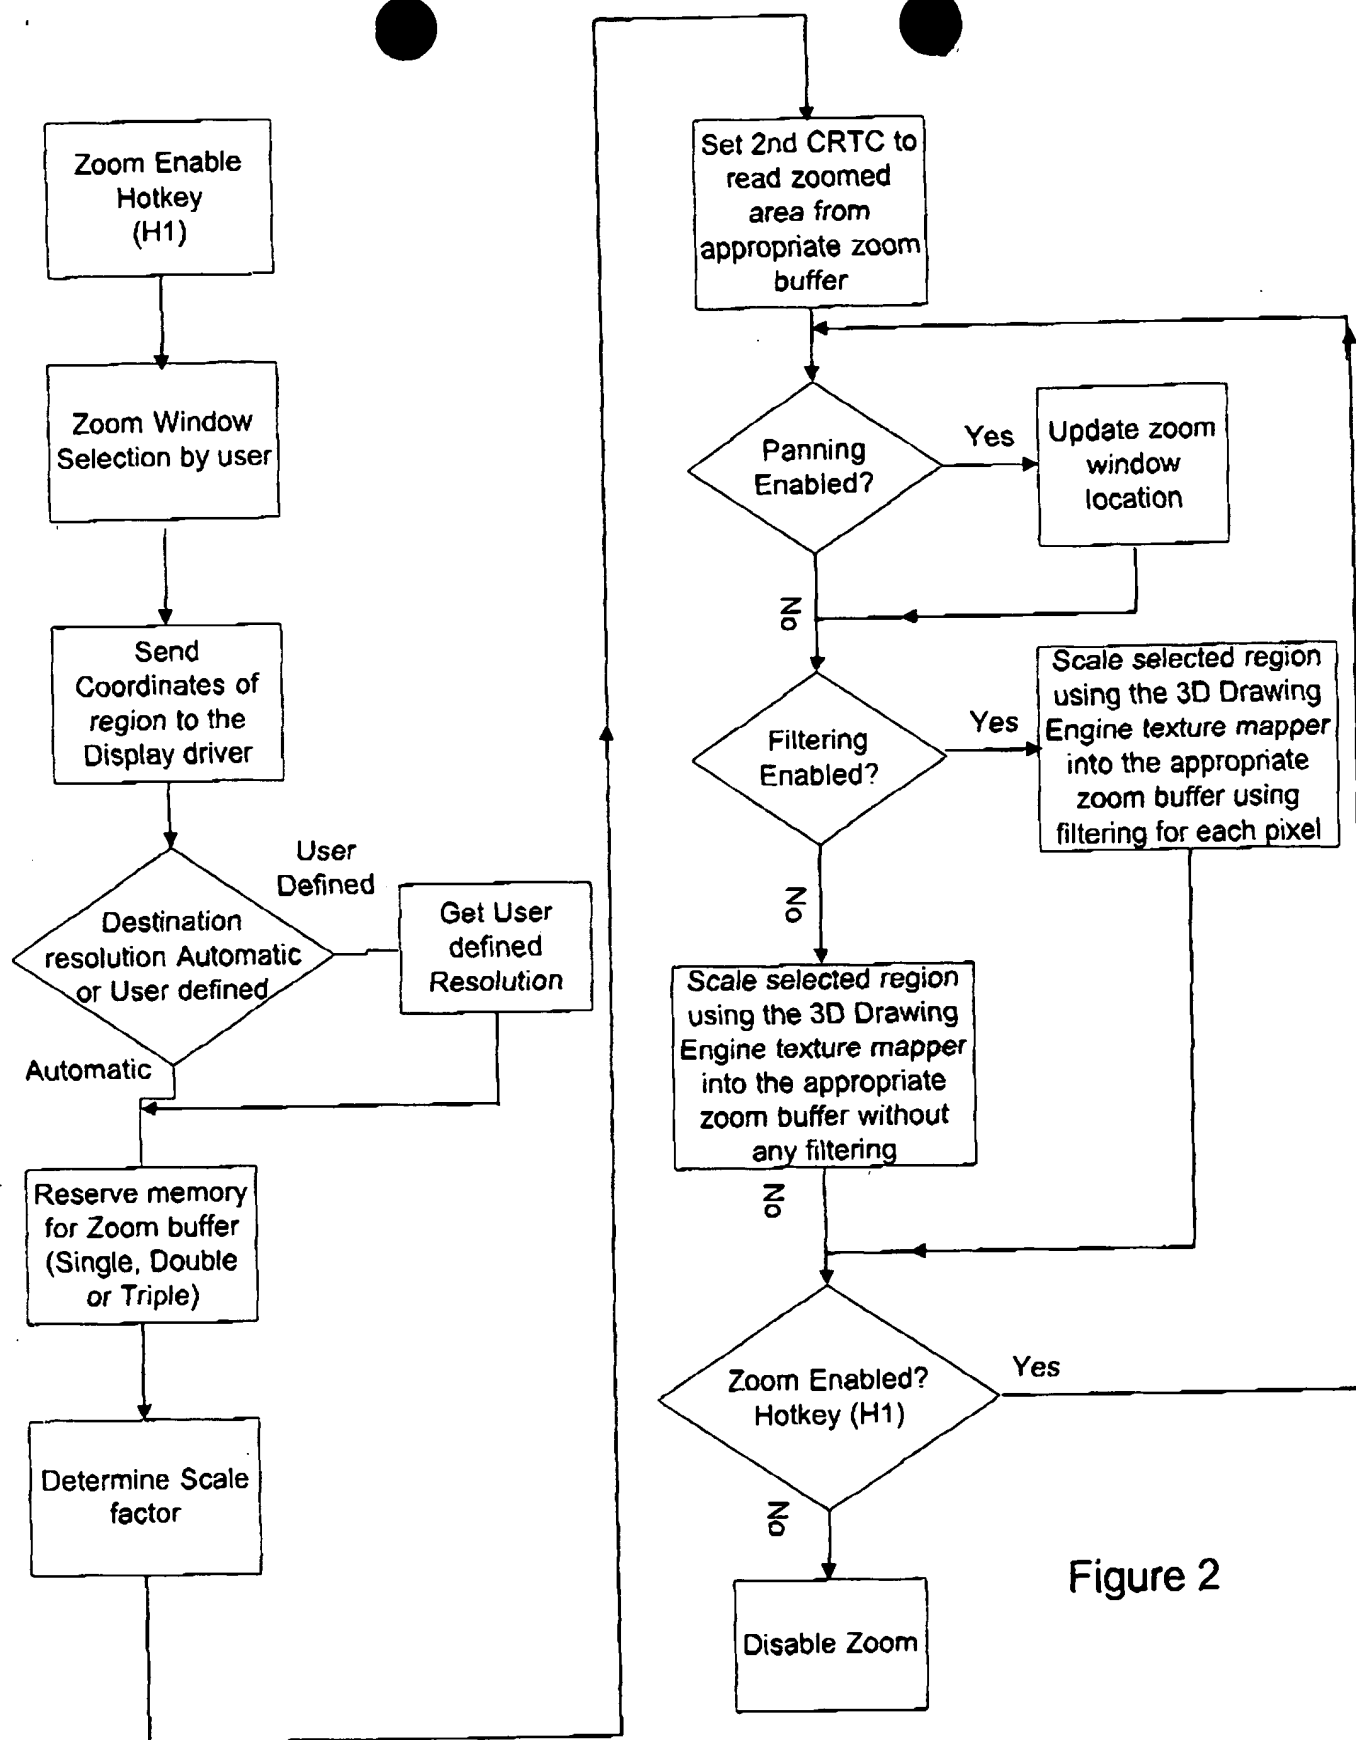 Zoom Enable
Hotkey
(H1)
Zoom Window
Selection by user
Send
Coordinates of
region to the
Display driver
User
Defined
Destination
resolution Automatic
or User defined
Get User
defined
Resolution
Automatic
Reserve memory
for Zoom buffer
(Single, Double
or Triple)
Determine Scale
factor
Set 2nd CRTC to
read zoomed
area from
appropriate zoom
buffer
Panning
Enabled?
Yes
Update zoom
window
location
No
Filtering
Enabled?
Yes
Scale selected region
using the 3D Drawing
Engine texture mapper
into the appropriate
zoom buffer using
filtering for each pixel
No
Scale selected region
using the 3D Drawing
Engine texture mapper
into the appropriate
zoom buffer without
any filtering
No
Zoom Enabled?
Hotkey (H1)
Yes
No
Disable Zoom
Figure 2